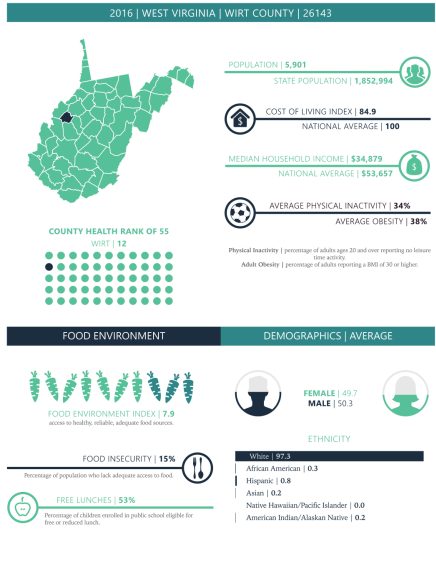 2016 | WEST VIRGINIA | WIRT COUNTY | 26143
POPULATION | 5,901
STATE POPULATION | 1,852,994
COST OF LIVING INDEX | 84.9
NATIONAL AVERAGE | 100
MEDIAN HOUSEHOLD INCOME | $34,879
NATIONAL AVERAGE | $53,657
AVERAGE PHYSICAL INACTIVITY | 34%
AVERAGE OBESITY | 38%
Physical Inactivity | percentage of adults ages 20 and over reporting no leisure
time activity.
Adult Obesity | percentage of adults reporting a BMI of 30 or higher.
COUNTY HEALTH RANK OF 55
WIRT | 12
FOOD ENVIRONMENT
FOOD ENVIRONMENT INDEX | 7.9
access to healthy, reliable, adequate food sources.
FOOD INSECURITY | 15%
Percentage of population who lack adequate access to food.
FREE LUNCHES | 53%
Percentage of children enrolled in public school eligible for
free or reduced lunch.
DEMOGRAPHICS | AVERAGE
FEMALE | 49.7
MALE | 50.3
ETHNICITY
White | 97.3
African American | 0.3
Hispanic | 0.8
Asian | 0.2
Native Hawaiian/Pacific Islander | 0.0
American Indian/Alaskan Native | 0.2